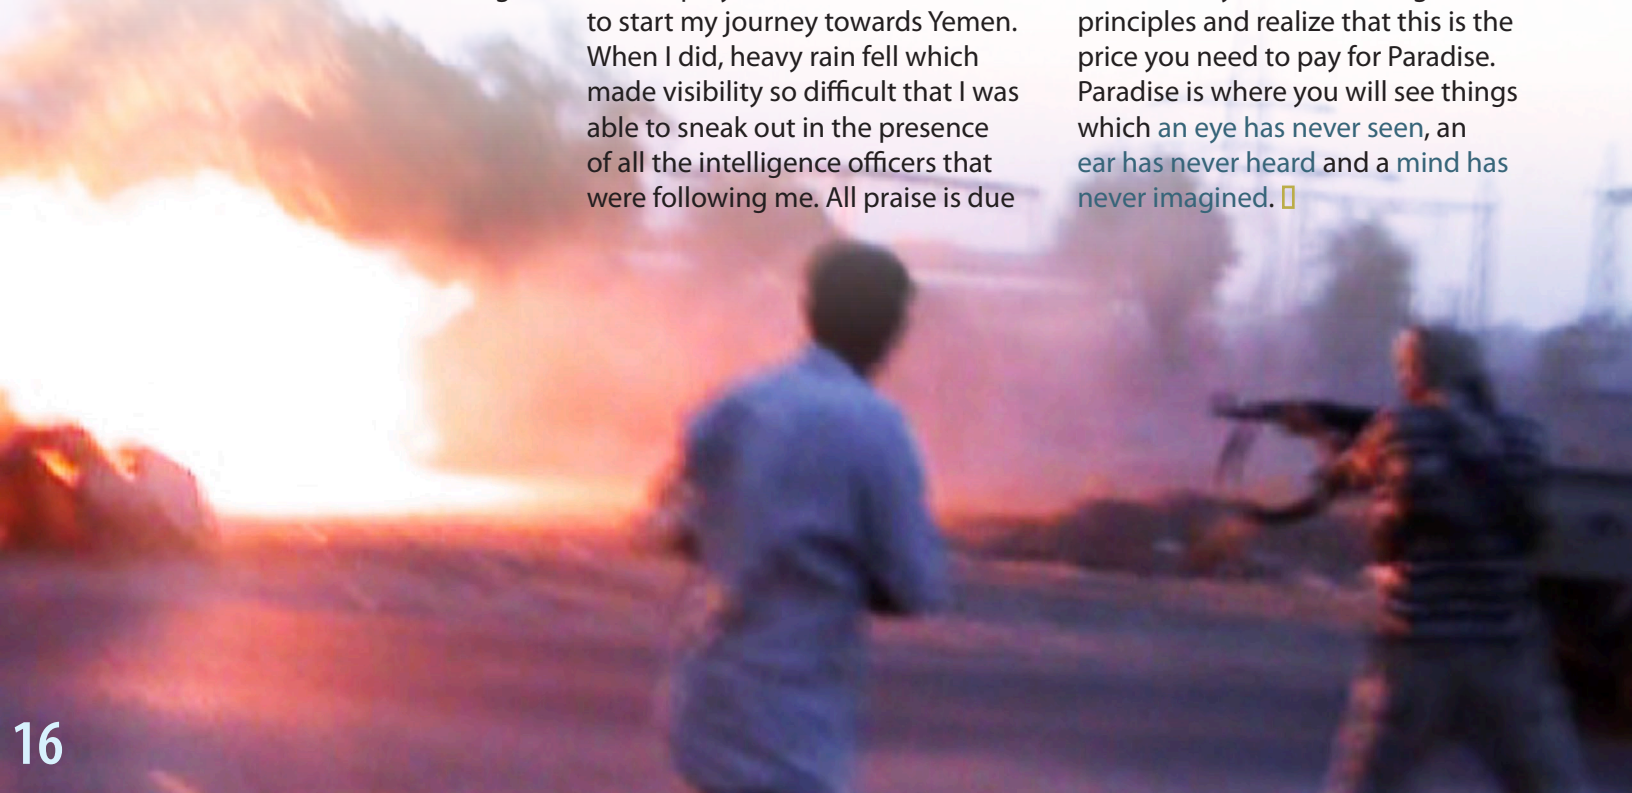 to start my journey towards Yemen.
When I did, heavy rain fell which
made visibility so difficult that I was
able to sneak out in the presence
of all the intelligence officers that
were following me. All praise is due
principles and realize that this is the
price you need to pay for Paradise.
Paradise is where you will see things
which an eye has never seen, an
ear has never heard and a mind has
never imagined.
16